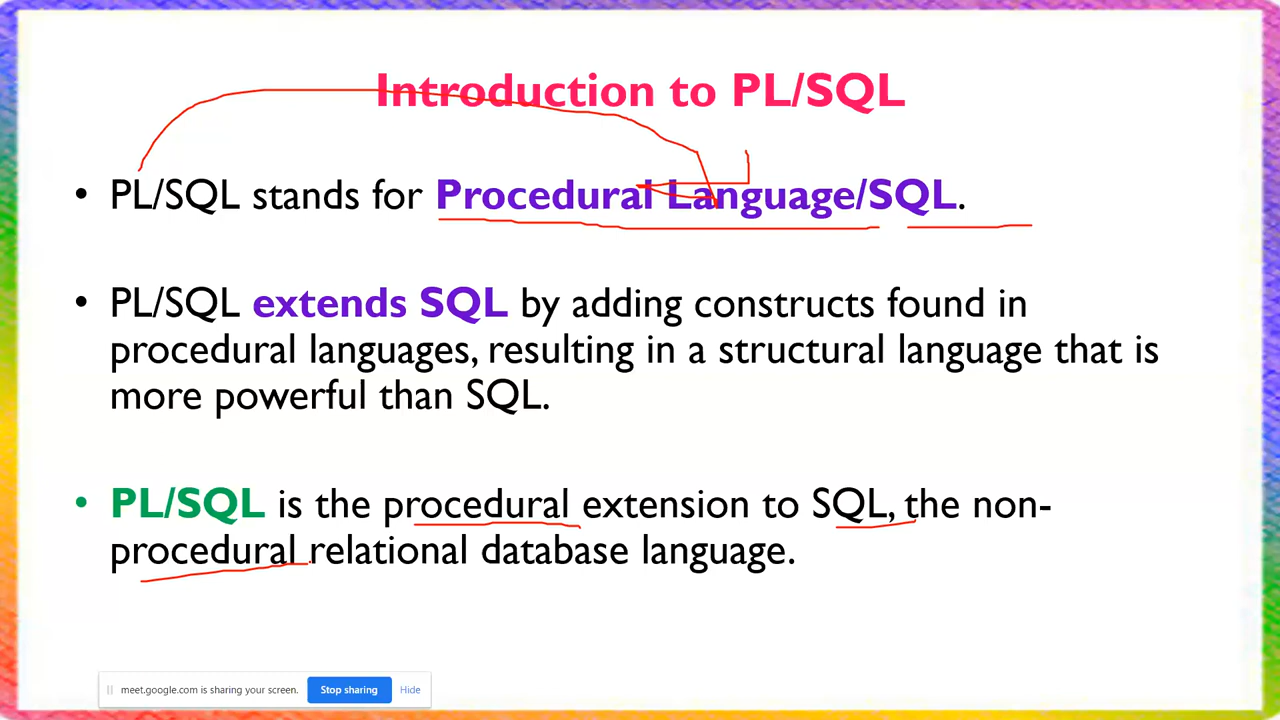 Introduction to PL/SQL
• PL/SQL stands for Procedural Language/SQL.
• PL/SQL extends SQL by adding constructs found in
procedural languages, resulting in a structural language that is
more powerful than SQL.
• PL/SQL is the procedural extension to SQL, the non-
procedural relational database language.
meet.google.com is sharing your screen. Stop sharing Hide